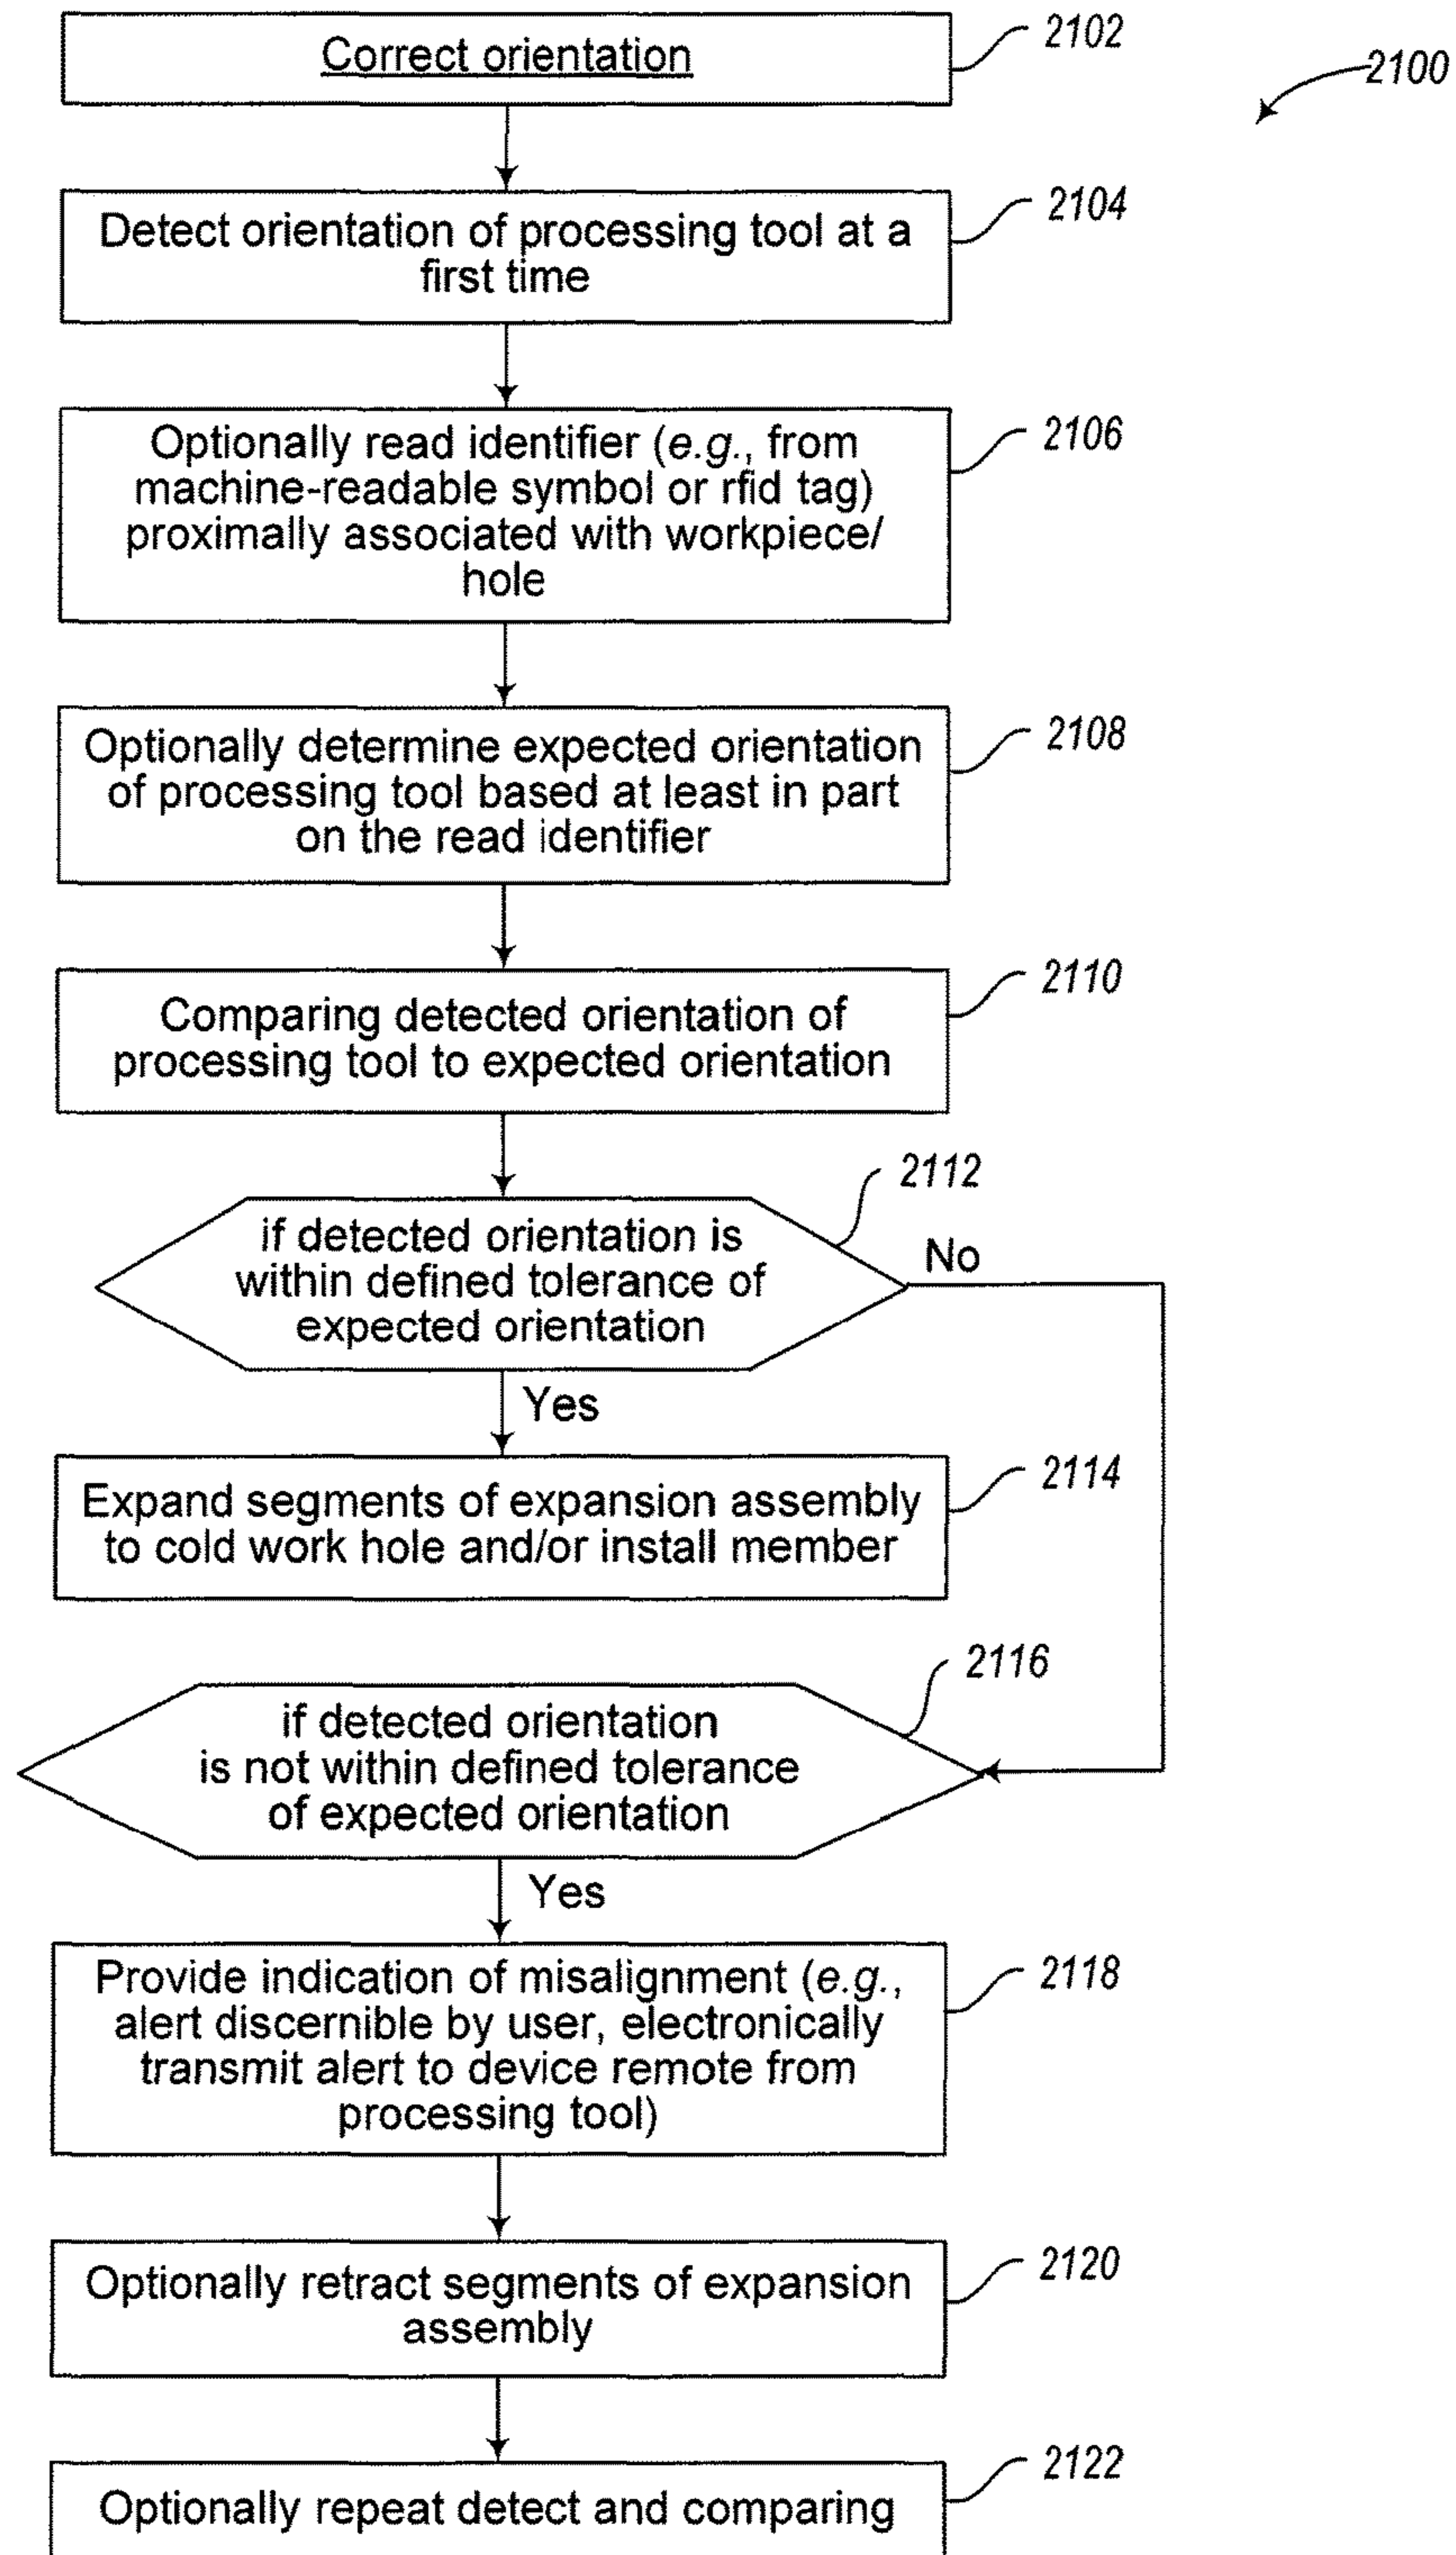 Correct orientation
2102
2100
Detect orientation of processing tool at a
first time
2104
Optionally read identifier (e.g., from
machine-readable symbol or rfid tag)
proximally associated with workpiece/
hole
2106
Optionally determine expected orientation
of processing tool based at least in part
on the read identifier
2108
Comparing detected orientation of
processing tool to expected orientation
2110
if detected orientation is
within defined tolerance of
expected orientation
2112
No
Yes
Expand segments of expansion assembly
to cold work hole and/or install member
2114
if detected orientation
is not within defined tolerance
of expected orientation
2116
Yes
Provide indication of misalignment (e.g.,
alert discernible by user, electronically
transmit alert to device remote from
processing tool)
2118
Optionally retract segments of expansion
assembly
2120
Optionally repeat detect and comparing
2122